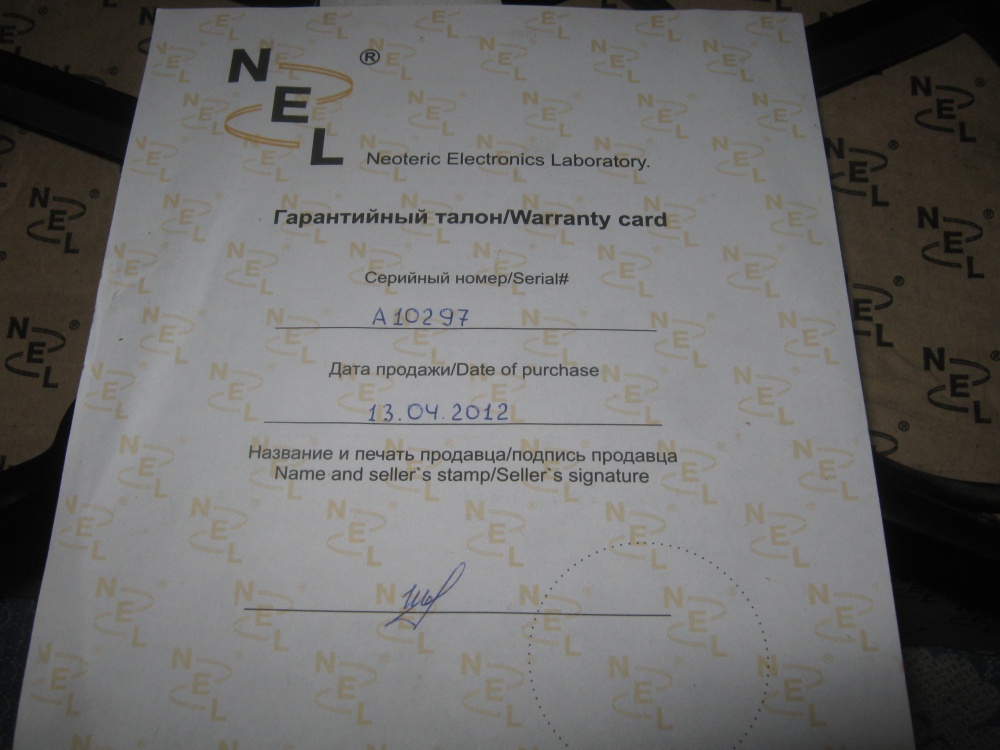 NEL®
Neoteric Electronics Laboratory.
Гарантийный талон/Warranty card
Серийный номер/Serial#
A10297
Дата продажи/Date of purchase
13.04.2012
Название и печать продавца/подпись продавца
Name and seller`s stamp/Seller`s signature